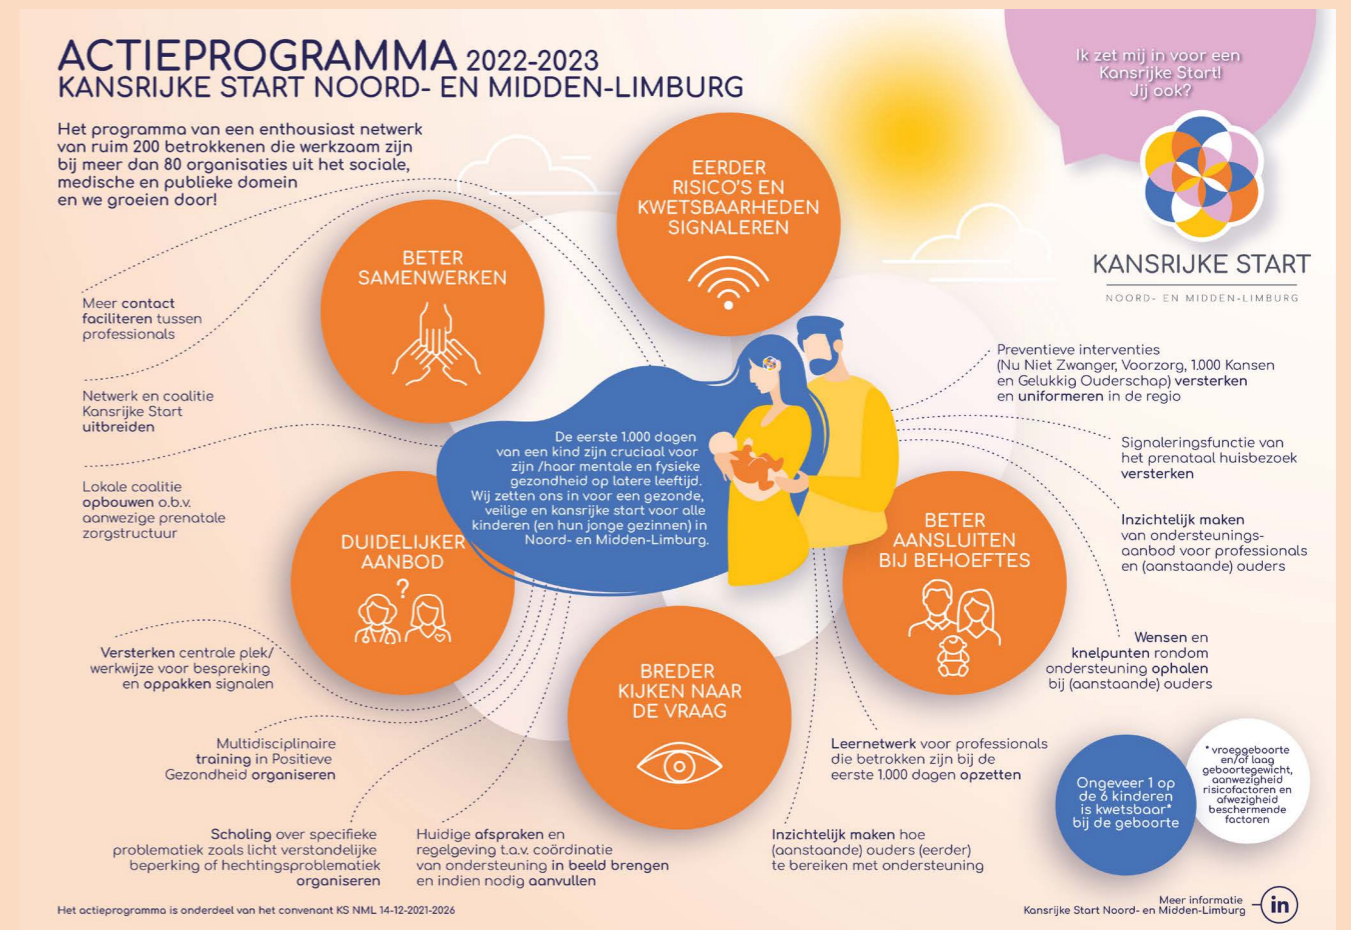 ACTIEPROGRAMMA 2022-2023
KANSRIJKE START NOORD- EN MIDDEN-LIMBURG
Het programma van een enthousiast netwerk
van ruim 200 betrokkenen die werkzaam zijn
bij meer dan 80 organisaties uit het sociale,
medische en publieke domein
en we groeien door!
Ik zet mij in voor een
Kansrijke Start!
Jij ook?
KANSRIJKE START
NOORD- EN MIDDEN-LIMBURG
EERDER
RISICO'S EN
KWETSBAARHEDEN
SIGNALEREN
BETER
SAMENWERKEN
Meer contact
faciliteren tussen
professionals
Netwerk en coalitie
Kansrijke Start
uitbreiden
Lokale coalitie
opbouwen o.b.v.
aanwezige prenatale
zorgstructuur
De eerste 1.000 dagen
van een kind zijn cruciaal voor
zijn /haar mentale en fysieke
gezondheid op latere leeftijd.
Wij zetten ons in voor een gezonde,
veilige en kansrijke start voor alle
kinderen (en hun jonge gezinnen) in
Noord- en Midden-Limburg.
Preventieve interventies
(Nu Niet Zwanger, Voorzorg, 1.000 Kansen
en Gelukkig Ouderschap) versterken
en uniformeren in de regio
Signaleringsfunctie van
het prenataal huisbezoek
versterken
Inzichtelijk maken
van ondersteunings-
aanbod voor professionals
en (aanstaande) ouders
Wensen en
knelpunten rondom
ondersteuning ophalen
bij (aanstaande) ouders
DUIDELIJKER
AANBOD
?
BETER
AANSLUITEN
BIJ BEHOEFTES
BREDER
KIJKEN NAAR
DE VRAAG
Versterken centrale plek/
werkwijze voor bespreking
en oppakken signalen
Multidisciplinaire
training in Positieve
Gezondheid organiseren
Scholing over specifieke
problematiek zoals licht verstandelijke
beperking of hechtingsproblematiek
organiseren
Huidige afspraken en
regelgeving t.a.v. coördinatie
van ondersteuning in beeld brengen
en indien nodig aanvullen
Leernetwerk voor professionals
die betrokken zijn bij de
eerste 1.000 dagen opzetten
Inzichtelijk maken hoe
(aanstaande) ouders (eerder)
te bereiken met ondersteuning
Ongeveer 1 op
de 6 kinderen
is kwetsbaar*
bij de geboorte
* vroeggeboorte
en/of laag
geboortegewicht,
aanwezigheid
risicofactoren en
afwezigheid
beschermende
factoren
Het actieprogramma is onderdeel van het convenant KS NML 14-12-2021-2026
Meer informatie
Kansrijke Start Noord- en Midden-Limburg
in